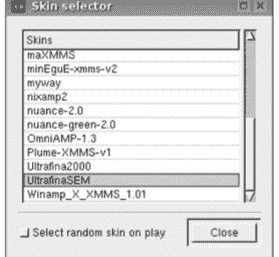 Skin selector
Skins
maXMMS
minEguE-xmms-v2
myway
nixamp2
nuance-2.0
nuance-green-2.0
OmniAMP-1.3
Plume-XMMS-v1
Ultrafina2000
UltrafinaSEM
Winamp_X_XMMS_1.01
Select random skin on play
Close